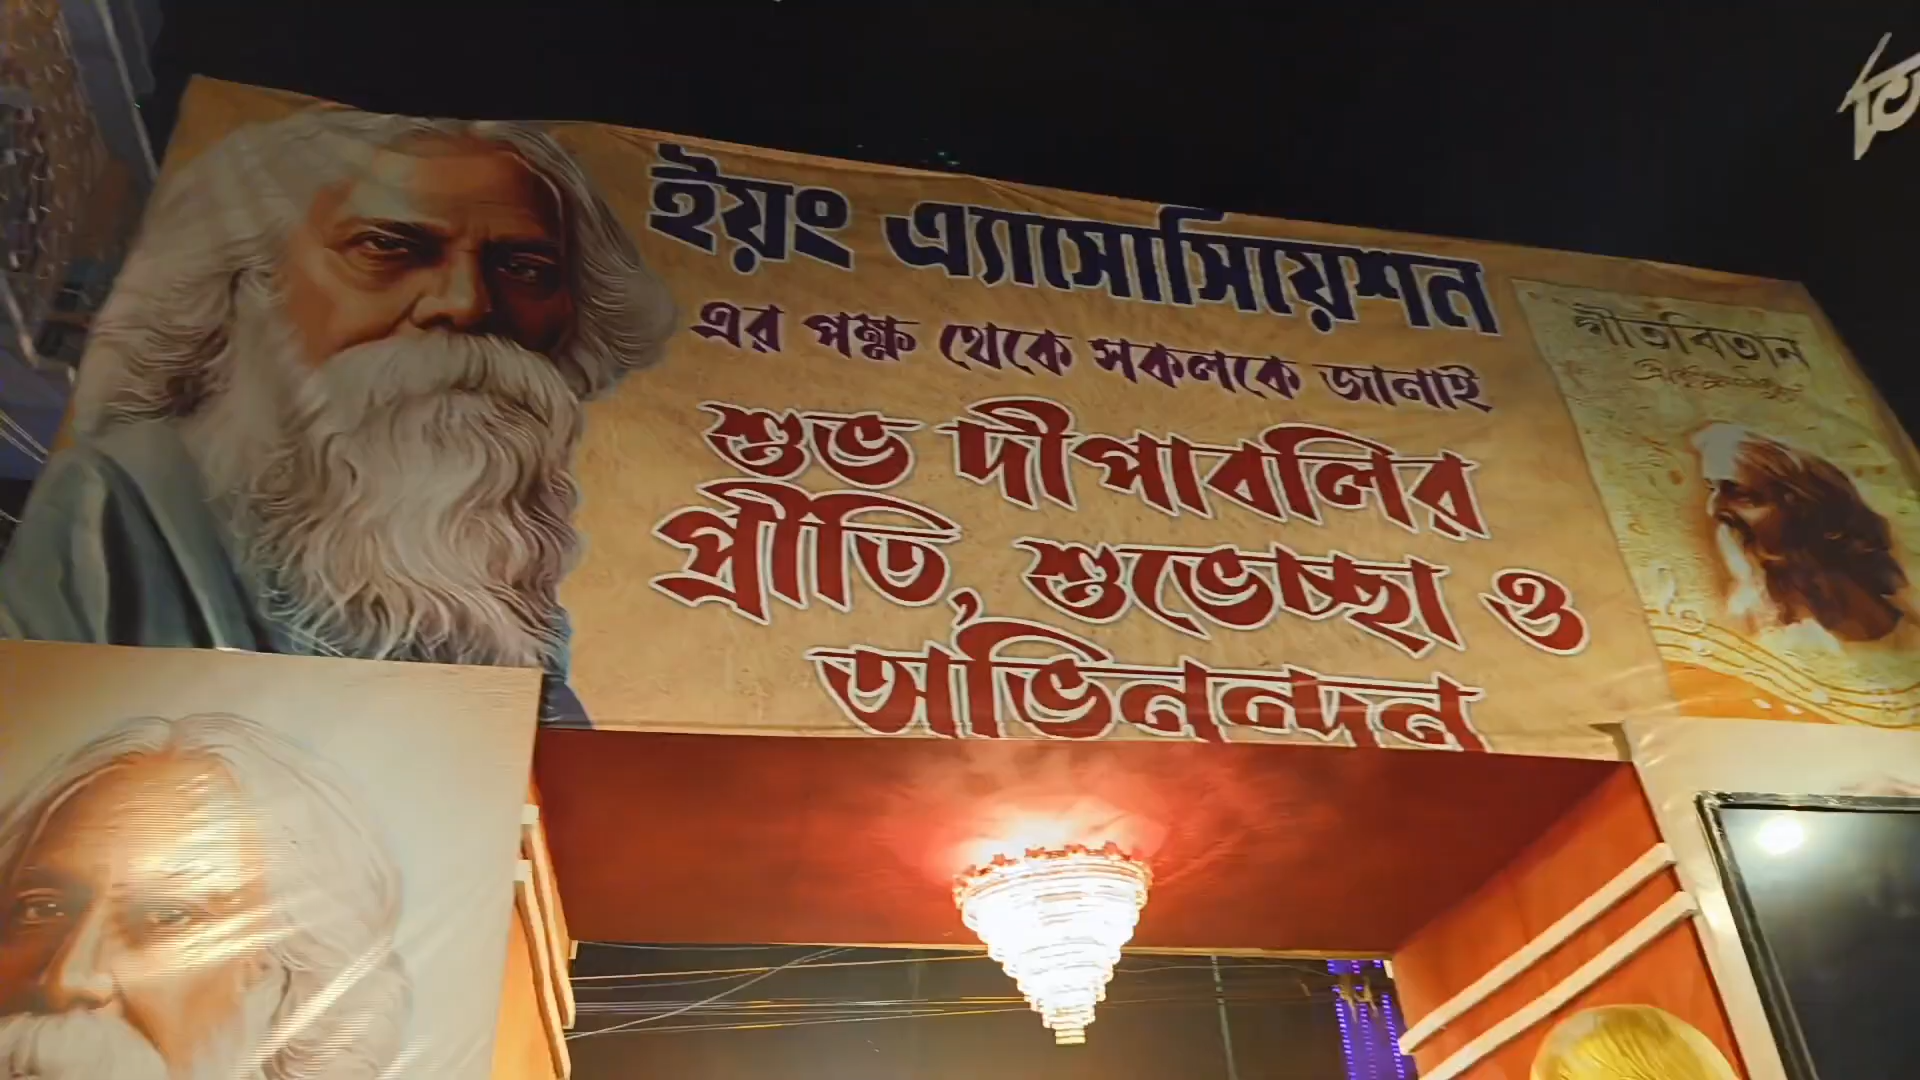 ইয়ং এ্যাসোসিয়েশন
এর পক্ষ থেকে সকলকে জানাই
শুভ দীপাবলির
প্রীতি, শুভেচ্ছা ও
অভিনন্দন
গীতবিতান